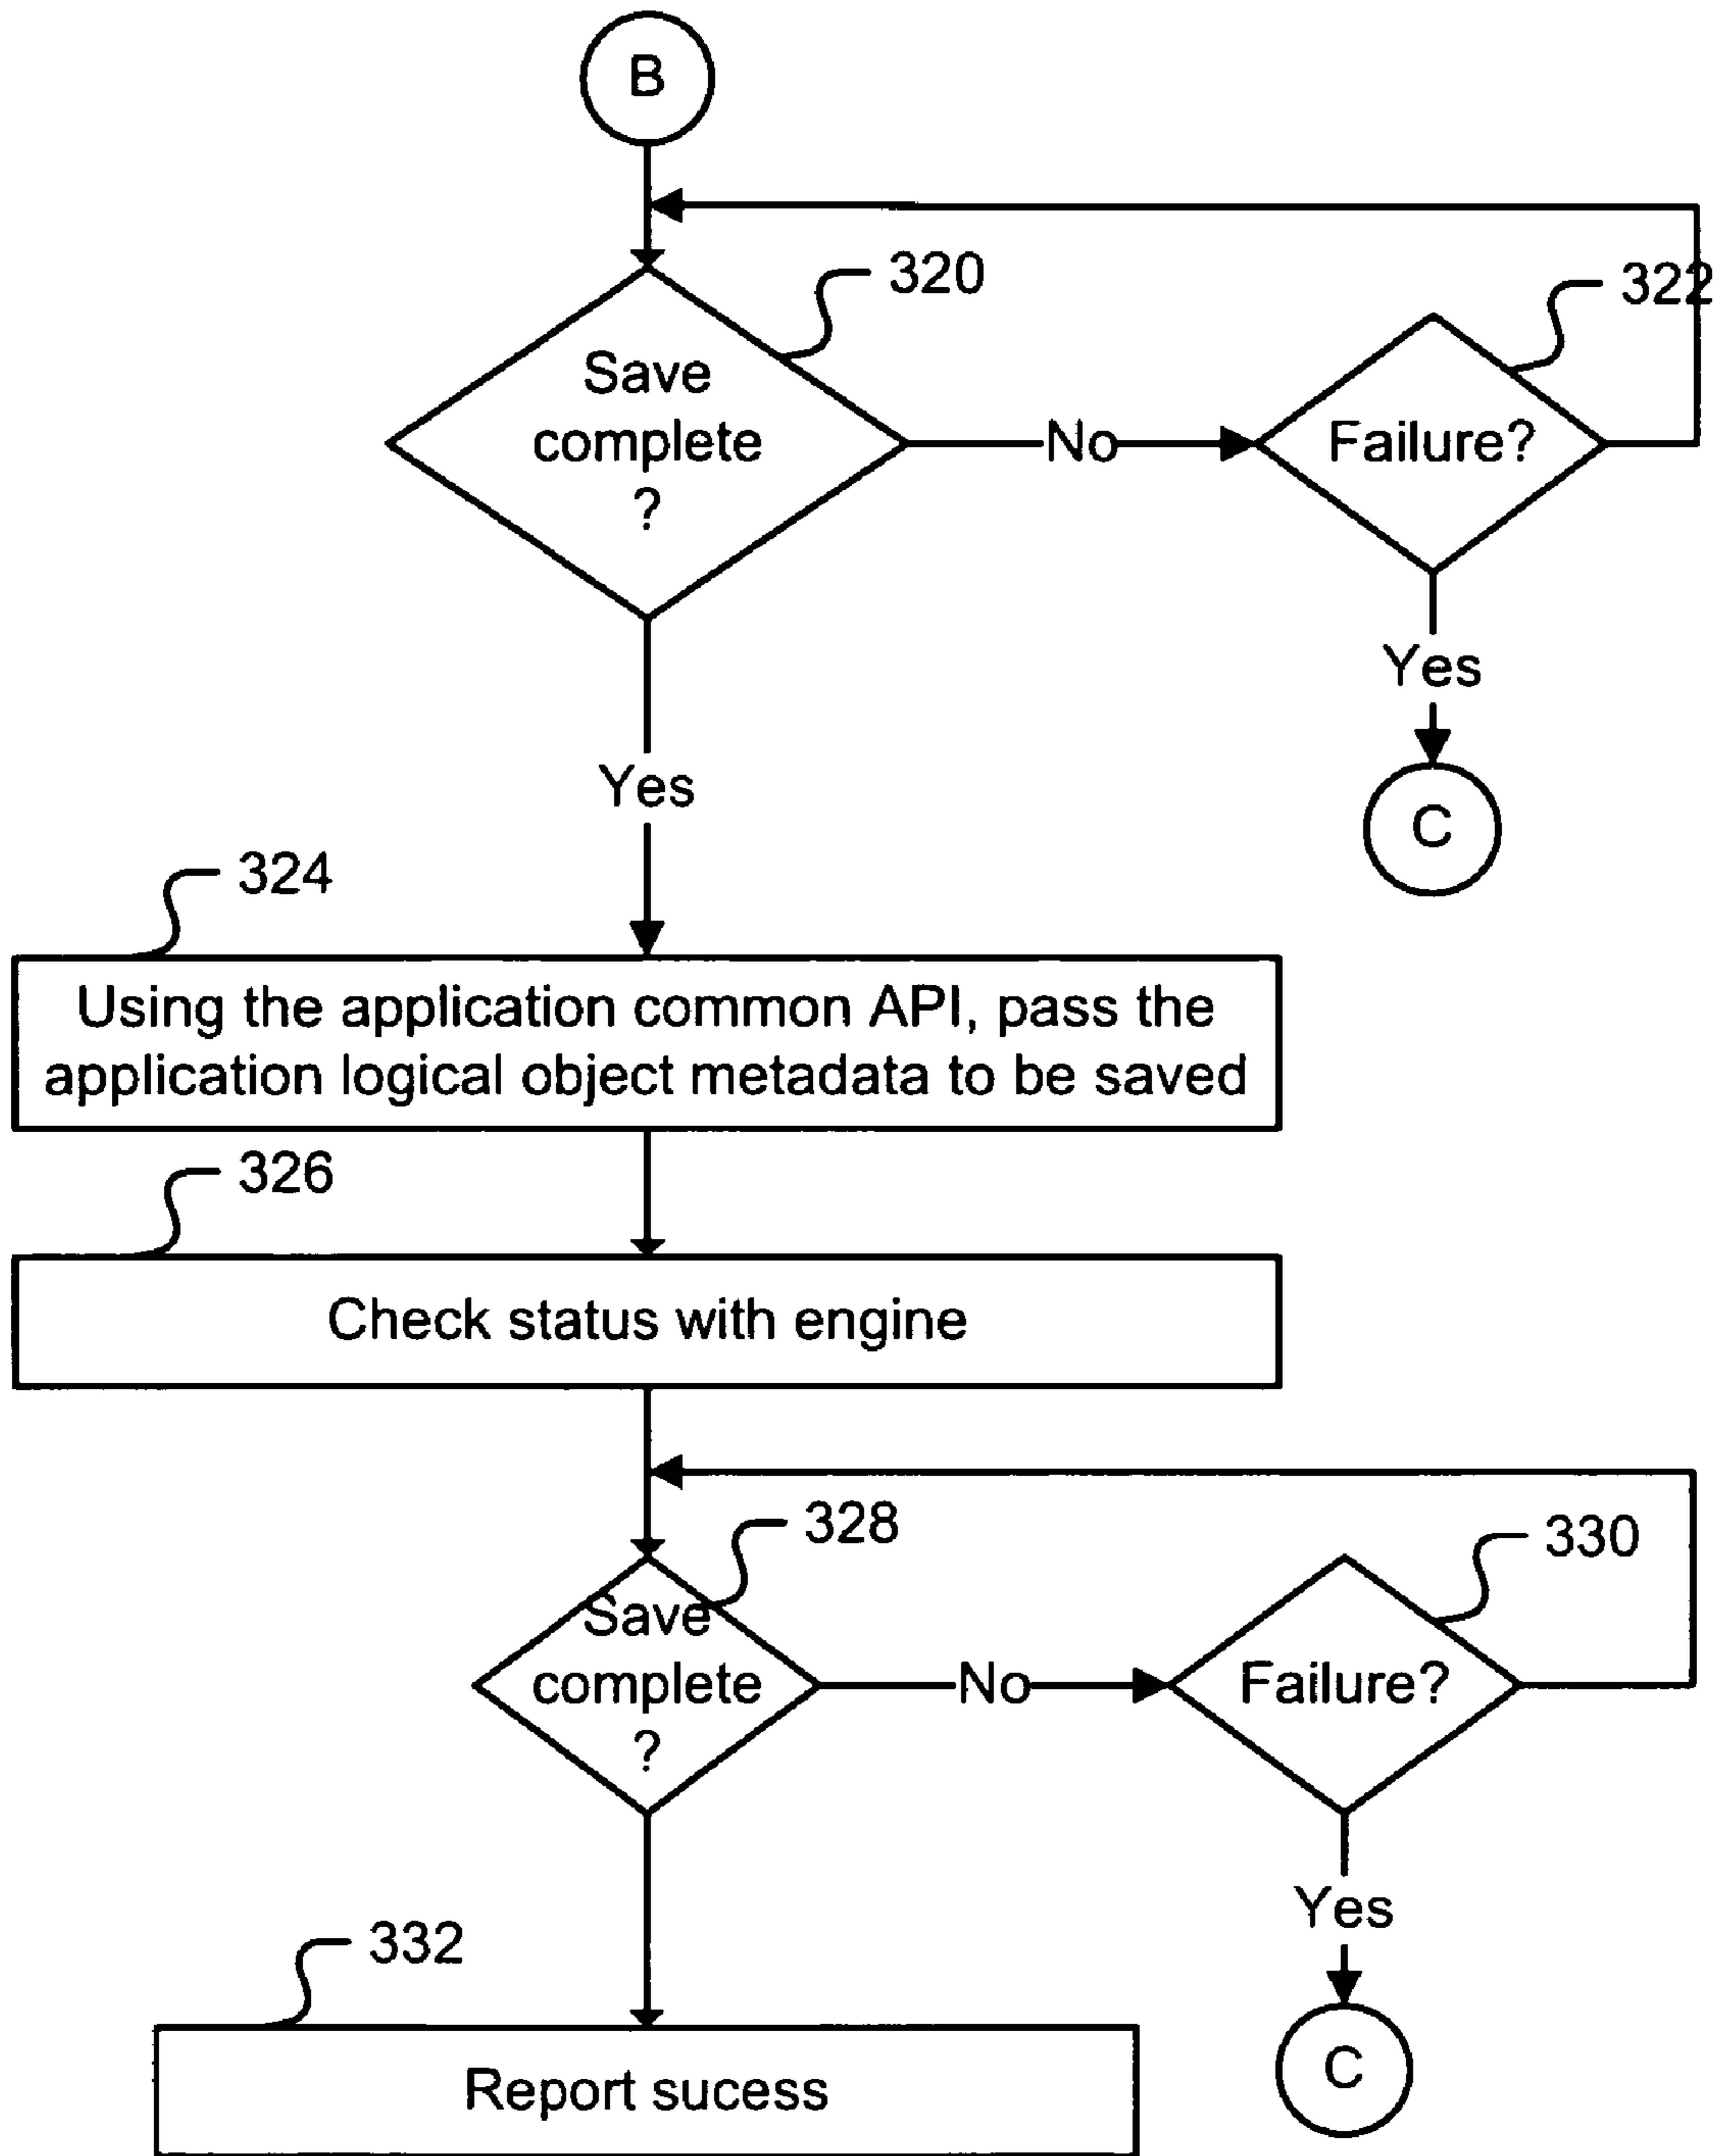 B
320
322
Save
complete
?
No
Failure?
Yes
C
Yes
324
Using the application common API, pass the
application logical object metadata to be saved
326
Check status with engine
328
330
Save
complete
?
No
Failure?
Yes
C
332
Report sucess